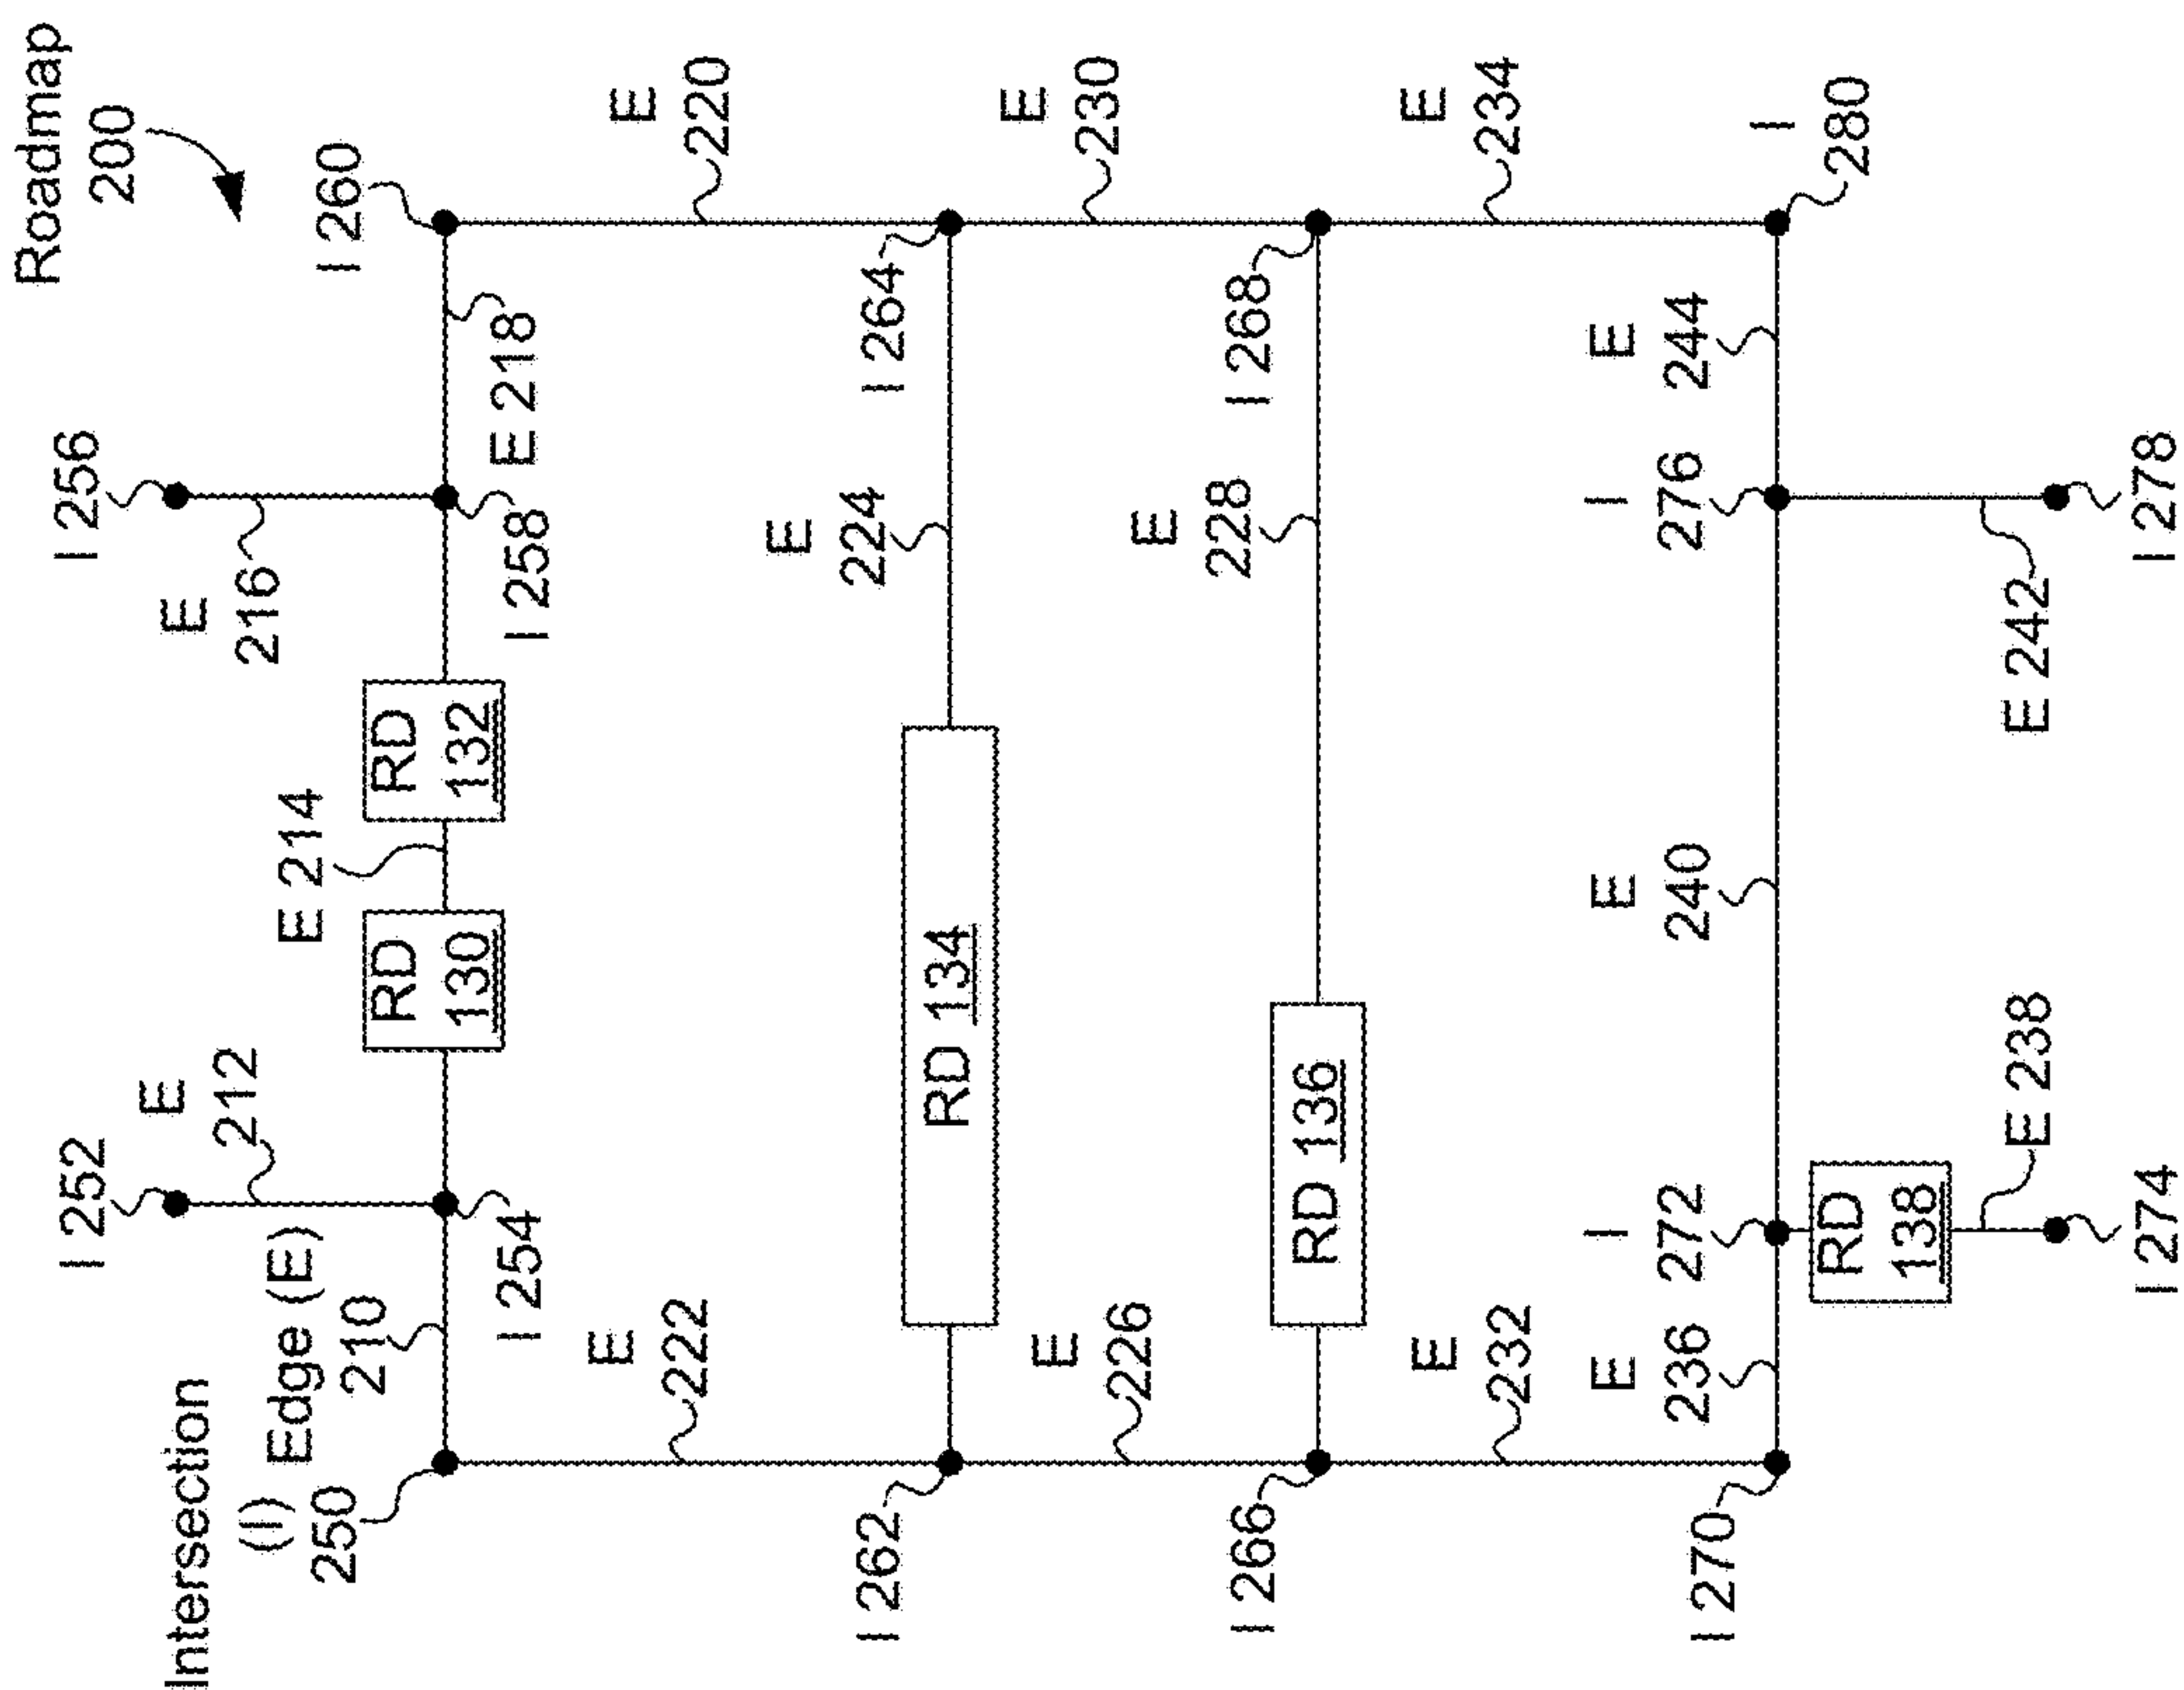 Roadmap
200
I 260
E
220
E
230
E
234
I
280
I 256
E
216
E 218
I 258
I 264
I 268
E
244
I
276
E
224
E
228
I 278
E 242
RD
132
E 214
RD
130
RD 134
E
240
RD 136
E 238
I 252
E
212
I 254
Intersection
(I)
250
Edge (E)
210
E
222
E
226
E
232
I
272
RD
138
E
236
I 274
I 262
I 266
I 270